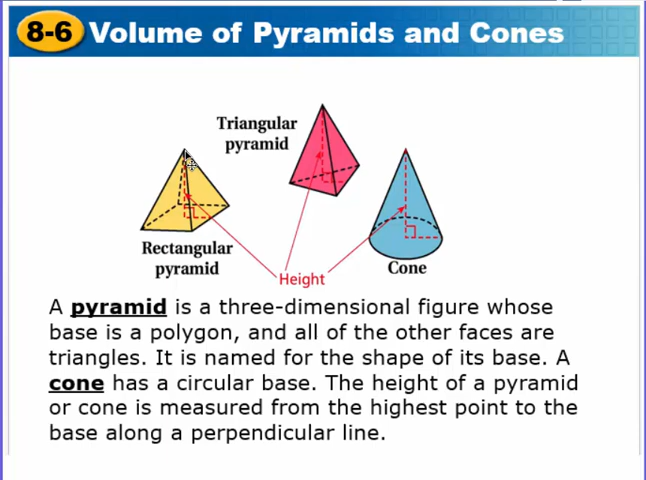 8-6 Volume of Pyramids and Cones
Triangular
pyramid
Rectangular
pyramid
Height
Cone
A pyramid is a three-dimensional figure whose
base is a polygon, and all of the other faces are
triangles. It is named for the shape of its base. A
cone has a circular base. The height of a pyramid
or cone is measured from the highest point to the
base along a perpendicular line.